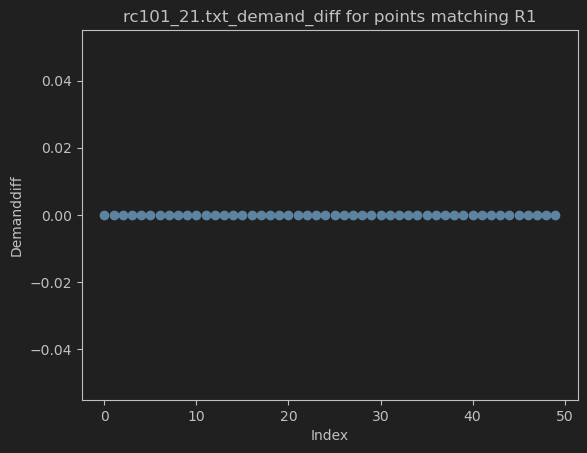 rc101_21.txt_demand_diff for points matching R1
0.04
0.02
0.00
−0.02
−0.04
Demanddiff
0 10 20 30 40 50
Index